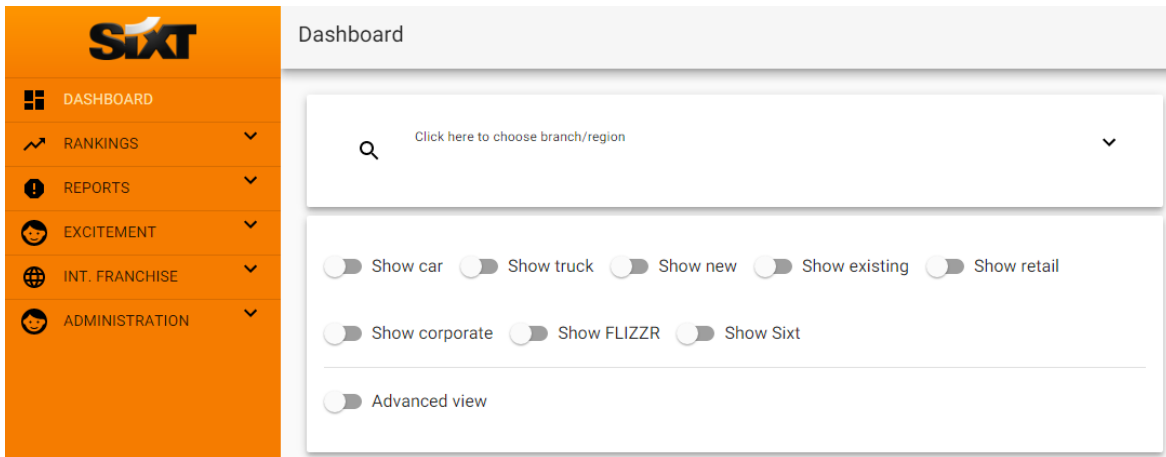 SIXT
Dashboard
DASHBOARD
RANKINGS
REPORTS
EXCITEMENT
INT. FRANCHISE
ADMINISTRATION
Click here to choose branch/region
Show car Show truck Show new Show existing Show retail
Show corporate Show FLIZZR Show Sixt
Advanced view